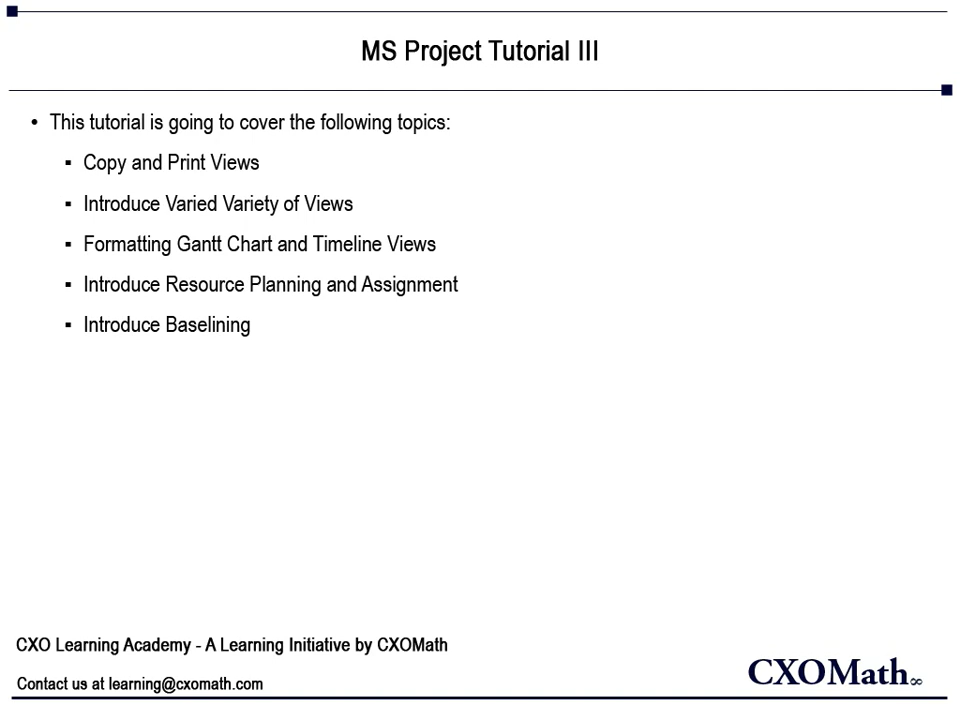 MS Project Tutorial III
• This tutorial is going to cover the following topics:
▪ Copy and Print Views
▪ Introduce Varied Variety of Views
▪ Formatting Gantt Chart and Timeline Views
▪ Introduce Resource Planning and Assignment
▪ Introduce Baselining
CXO Learning Academy - A Learning Initiative by CXOMath
Contact us at learning@cxomath.com
CXOMath∞